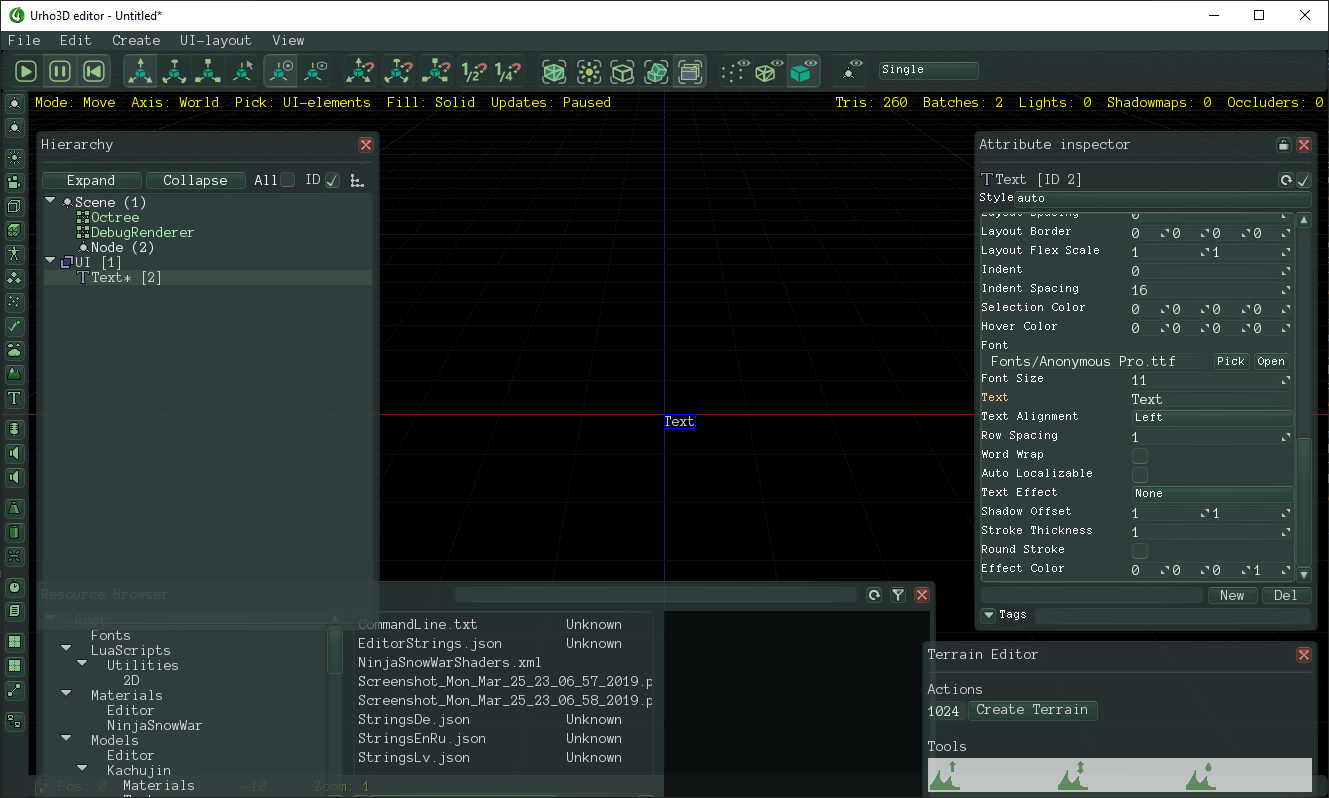 Urho3D editor - Untitled*
File Edit Create UI-layout View
1/2? 1/4? Single
Mode: Move Axis: World Pick: UI-elements Fill: Solid Updates: Paused
Tris: 260 Batches: 2 Lights: 0 Shadowmaps: 0 Occluders: 0
Hierarchy
Expand Collapse All ID
Scene (1)
Octree
DebugRenderer
Node (2)
UI [1]
Text* [2]
Text
Attribute inspector
Text [ID 2]
Style auto
Layout Spacing 0
Layout Border 0 0 0 0
Layout Flex Scale 1 1
Indent 0
Indent Spacing 16
Selection Color 0 0 0 0
Hover Color 0 0 0 0
Font
Fonts/Anonymous Pro.ttf Pick Open
Font Size 11
Text Text
Text Alignment Left
Row Spacing 1
Word Wrap
Auto Localizable
Text Effect None
Shadow Offset 1 1
Stroke Thickness 1
Round Stroke
Effect Color 0 0 0 1
New Del
Tags
Resource Browser
Root
Fonts
LuaScripts
Utilities
2D
Materials
Editor
NinjaSnowWar
Models
Editor
Kachujin
Materials
CommandLine.txt Unknown
EditorStrings.json Unknown
NinjaSnowWarShaders.xml
Screenshot_Mon_Mar_25_23_06_57_2019.p
Screenshot_Mon_Mar_25_23_06_58_2019.p
StringsDe.json Unknown
StringsEnRu.json Unknown
StringsLv.json Unknown
Pos: 0 -10 Zoom: 1
Terrain Editor
Actions
1024 Create Terrain
Tools